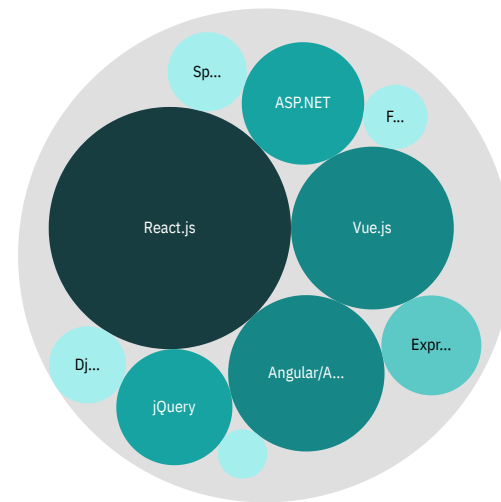 Sp...
ASP.NET
F...
React.js
Vue.js
Expr...
Dj...
Angular/A...
jQuery